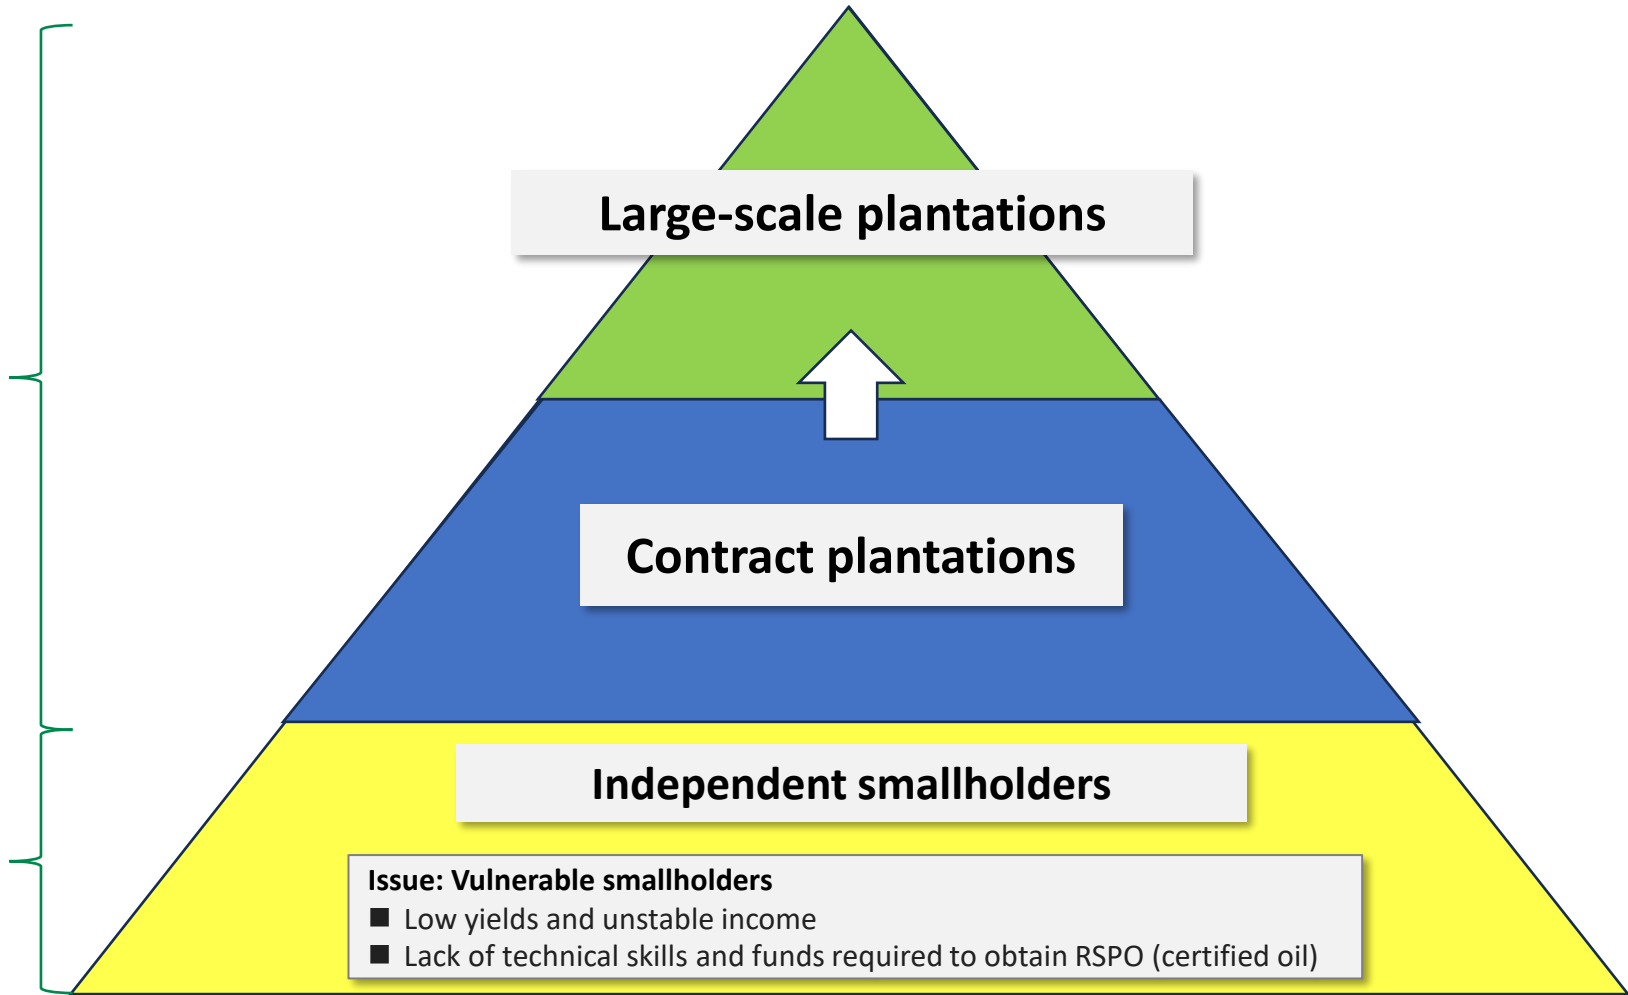 Large-scale plantations
Contract plantations
Independent smallholders
Issue: Vulnerable smallholders
■ Low yields and unstable income
■ Lack of technical skills and funds required to obtain RSPO (certified oil)